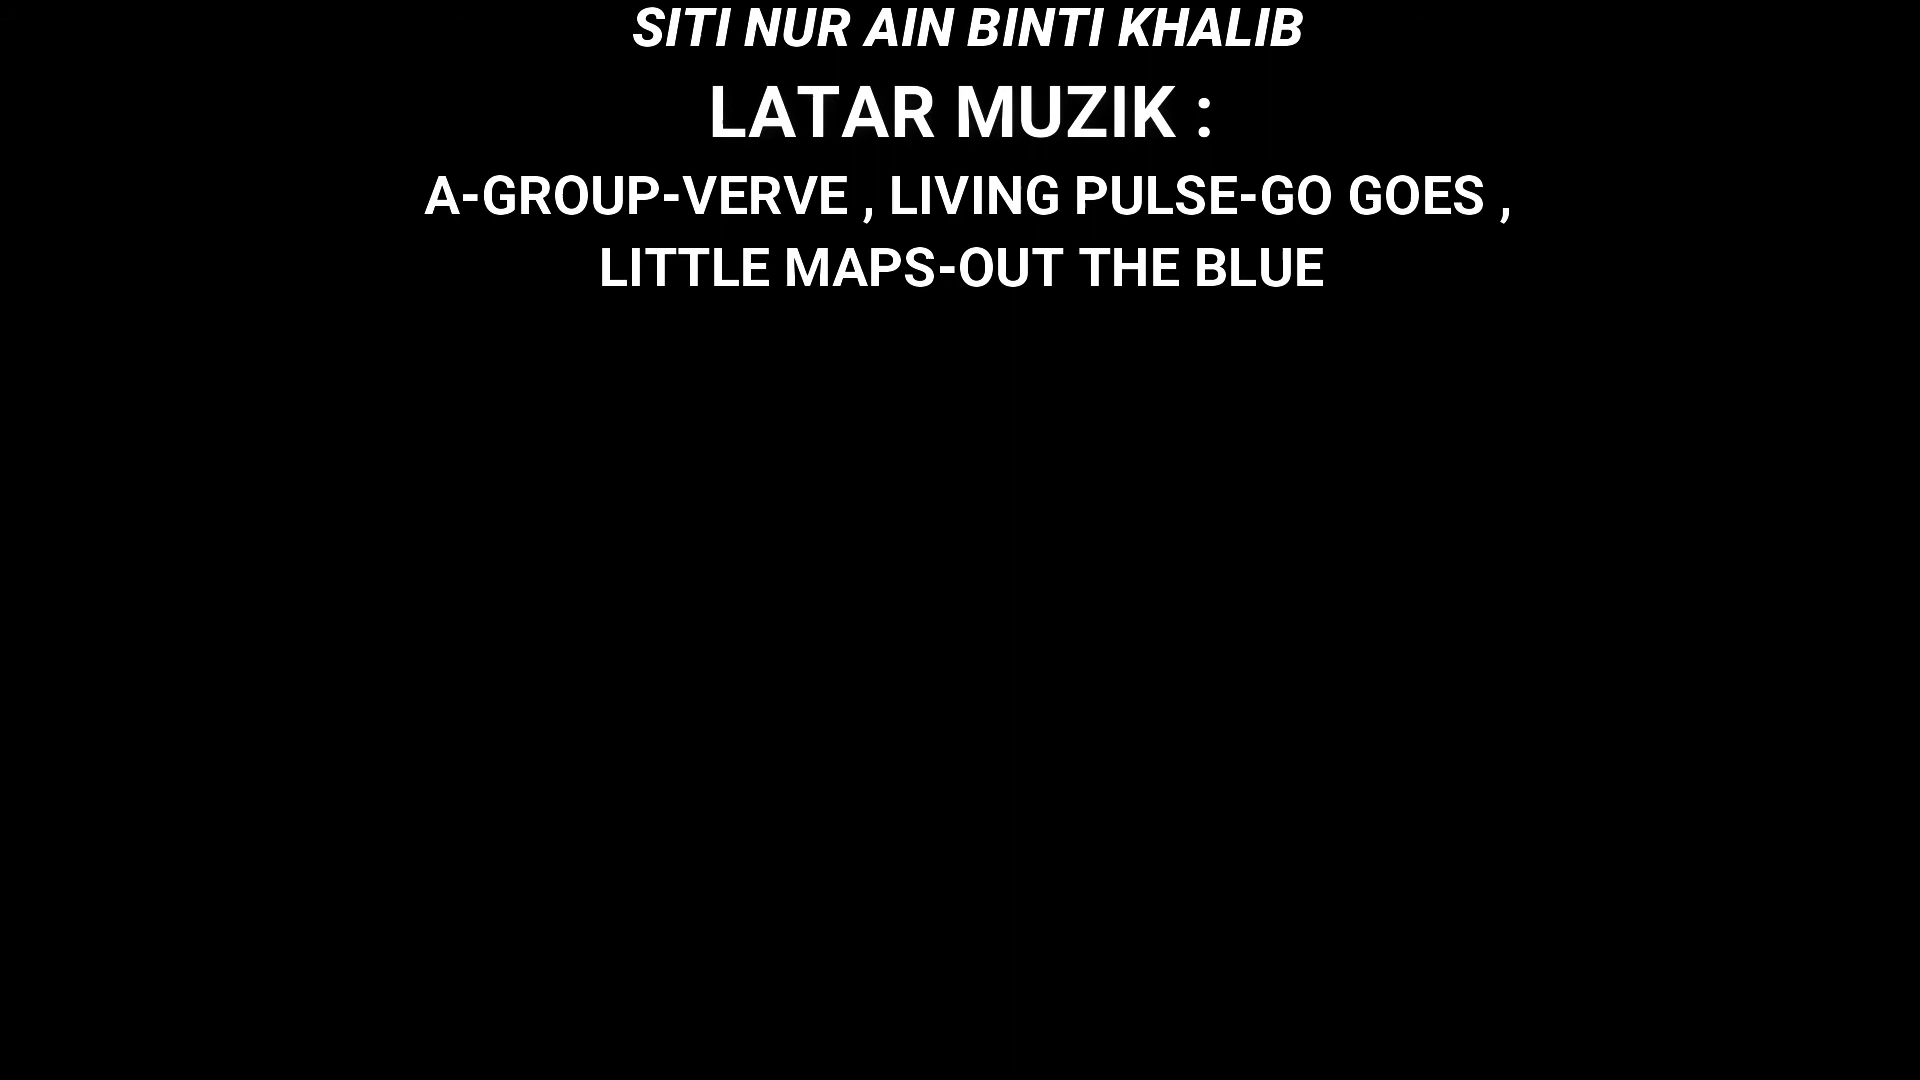 SITI NUR AIN BINTI KHALIB
LATAR MUZIK :
A-GROUP-VERVE , LIVING PULSE-GO GOES ,
LITTLE MAPS-OUT THE BLUE